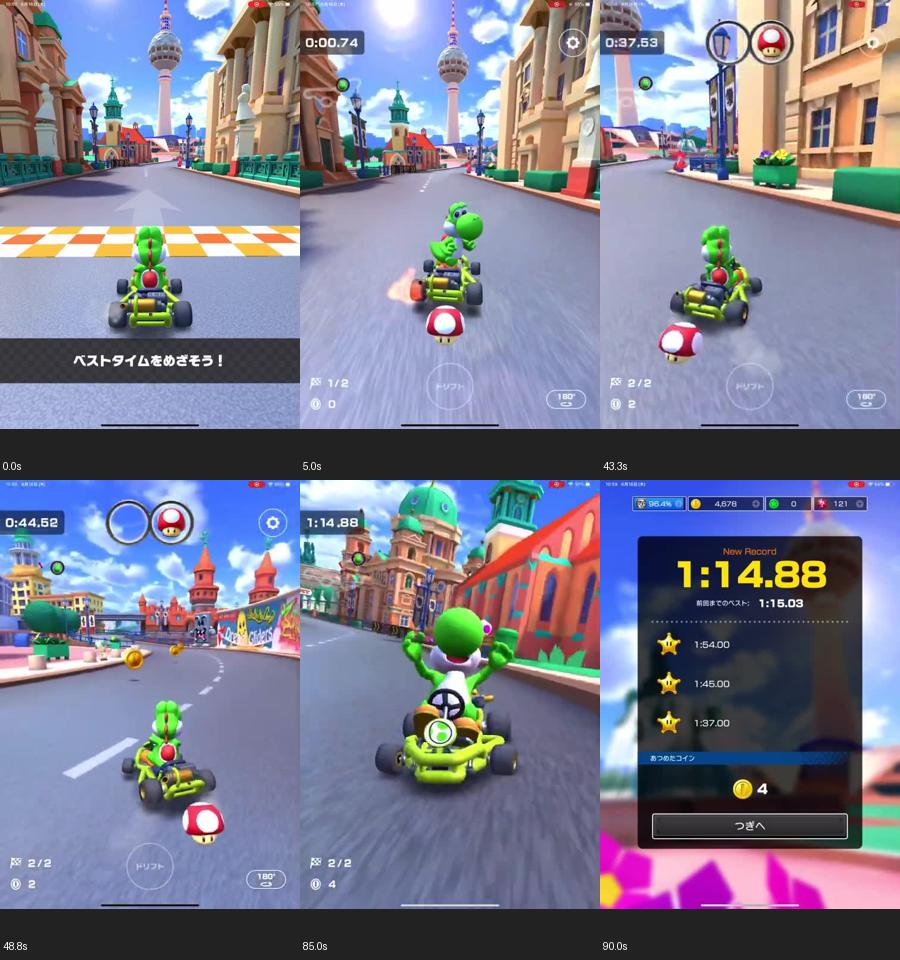 ベストタイムをめざそう！
0.0s
0:00.74
1/2
0
ドリフト
180°
5.0s
0:37.53
2/2
2
ドリフト
180°
43.3s
0:44.52
2/2
2
ドリフト
180°
48.8s
1:14.88
2/2
4
85.0s
96.4%
4,678
0
121
New Record
1:14.88
前回までのベスト: 1:15.03
1:54.00
1:45.00
1:37.00
あつめたコイン
4
つぎへ
90.0s